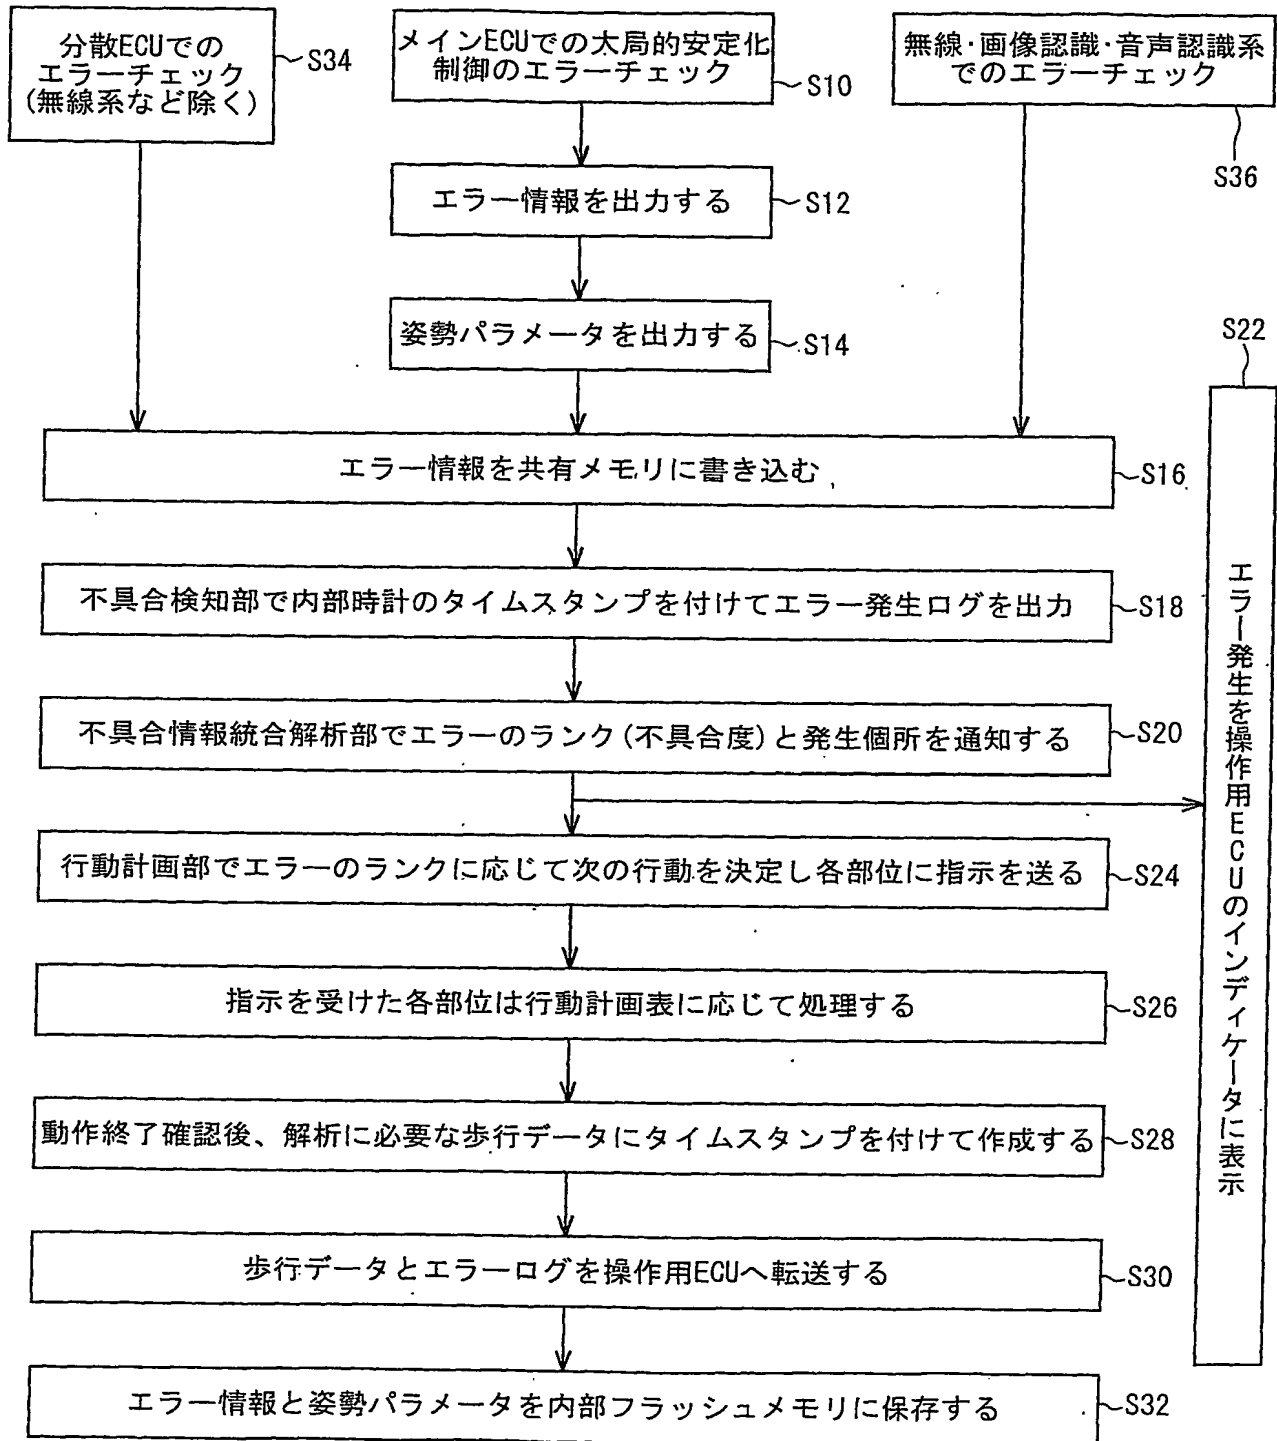 分散ECUでの
エラーチェック
(無線系など除く)
S34
メインECUでの大局的安定化
制御のエラーチェック
S10
無線・画像認識・音声認識系
でのエラーチェック
S36
エラー情報を出力する
S12
姿勢パラメータを出力する
S14
S22
エラー情報を共有メモリに書き込む
S16
不具合検知部で内部時計のタイムスタンプを付けてエラー発生ログを出力
S18
不具合情報統合解析部でエラーのランク(不具合度)と発生個所を通知する
S20
エラー発生を操作用ECUのインディケータに表示
行動計画部でエラーのランクに応じて次の行動を決定し各部位に指示を送る
S24
指示を受けた各部位は行動計画表に応じて処理する
S26
動作終了確認後、解析に必要な歩行データにタイムスタンプを付けて作成する
S28
歩行データとエラーログを操作用ECUへ転送する
S30
エラー情報と姿勢パラメータを内部フラッシュメモリに保存する
S32